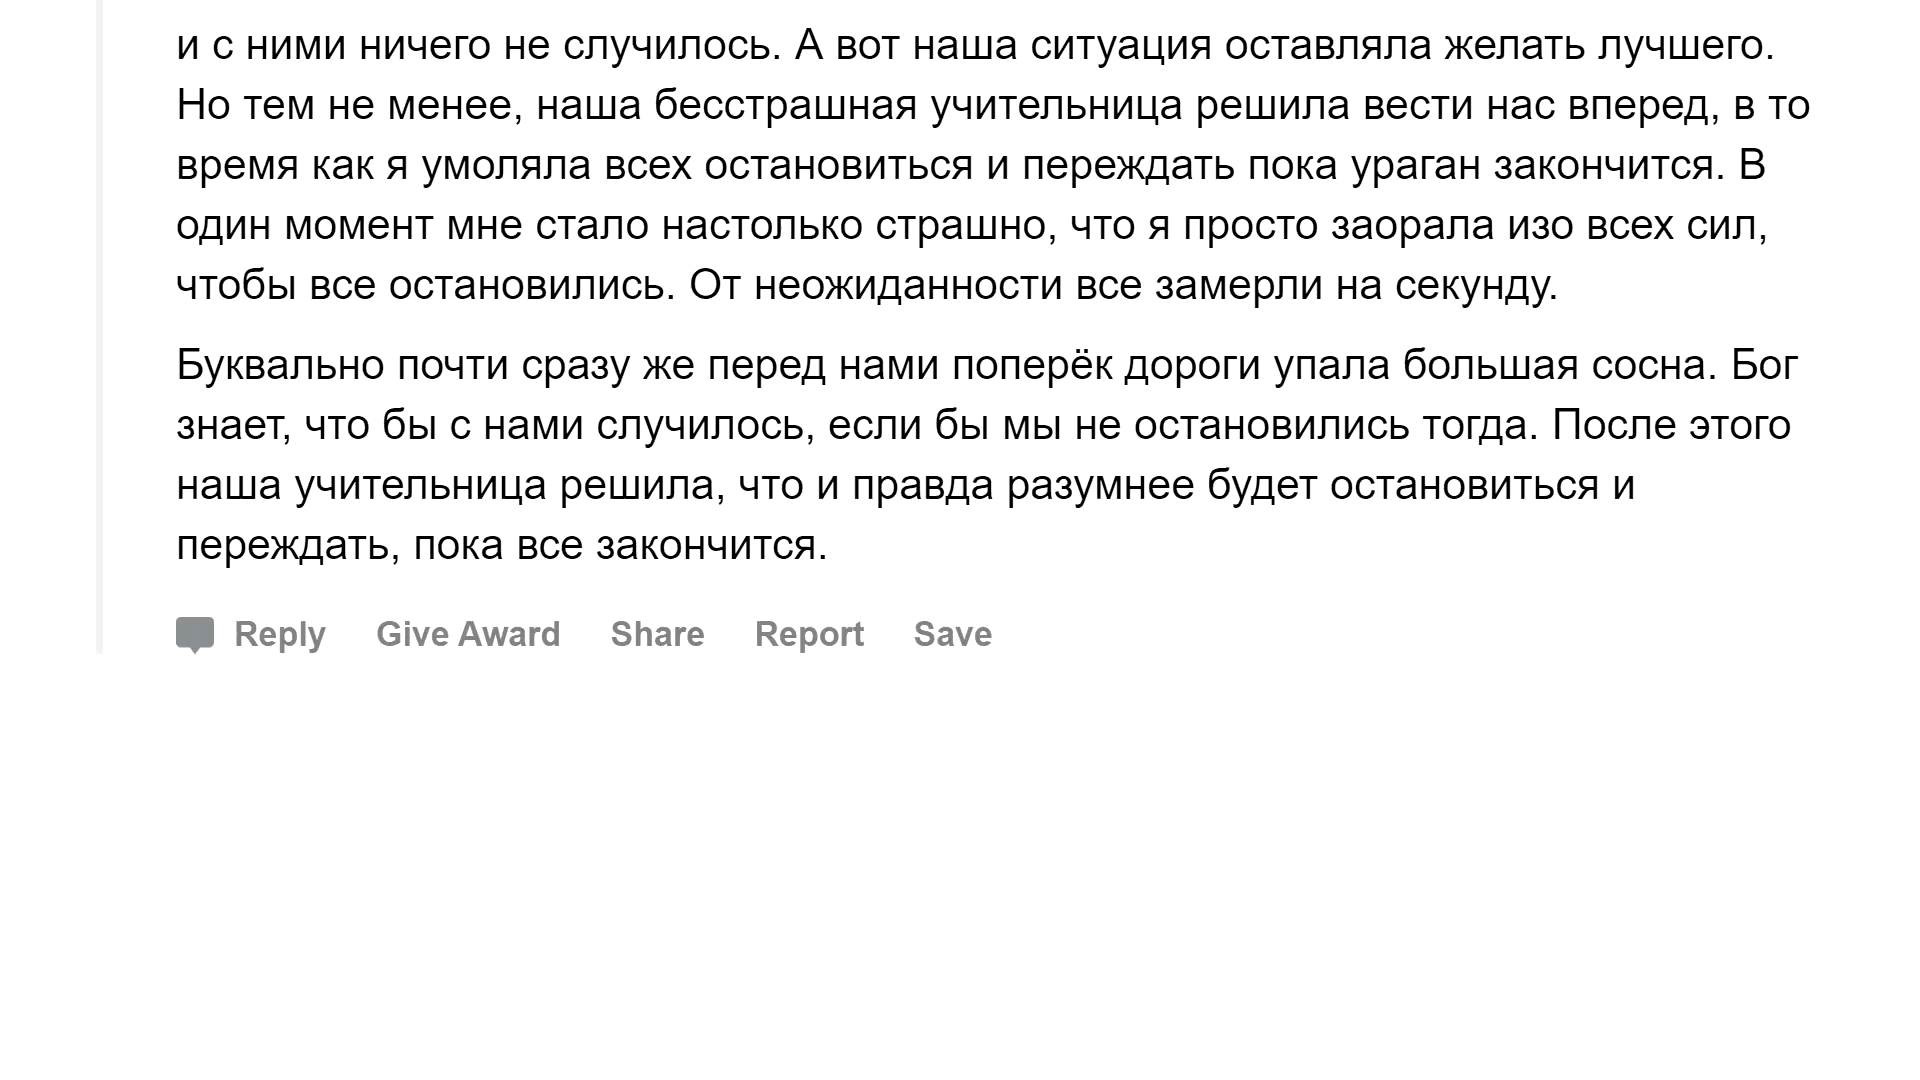 и с ними ничего не случилось. А вот наша ситуация оставляла желать лучшего.
Но тем не менее, наша бесстрашная учительница решила вести нас вперед, в то
время как я умоляла всех остановиться и переждать пока ураган закончится. В
один момент мне стало настолько страшно, что я просто заорала изо всех сил,
чтобы все остановились. От неожиданности все замерли на секунду.
Буквально почти сразу же перед нами поперёк дороги упала большая сосна. Бог
знает, что бы с нами случилось, если бы мы не остановились тогда. После этого
наша учительница решила, что и правда разумнее будет остановиться и
переждать, пока все закончится.
Reply Give Award Share Report Save